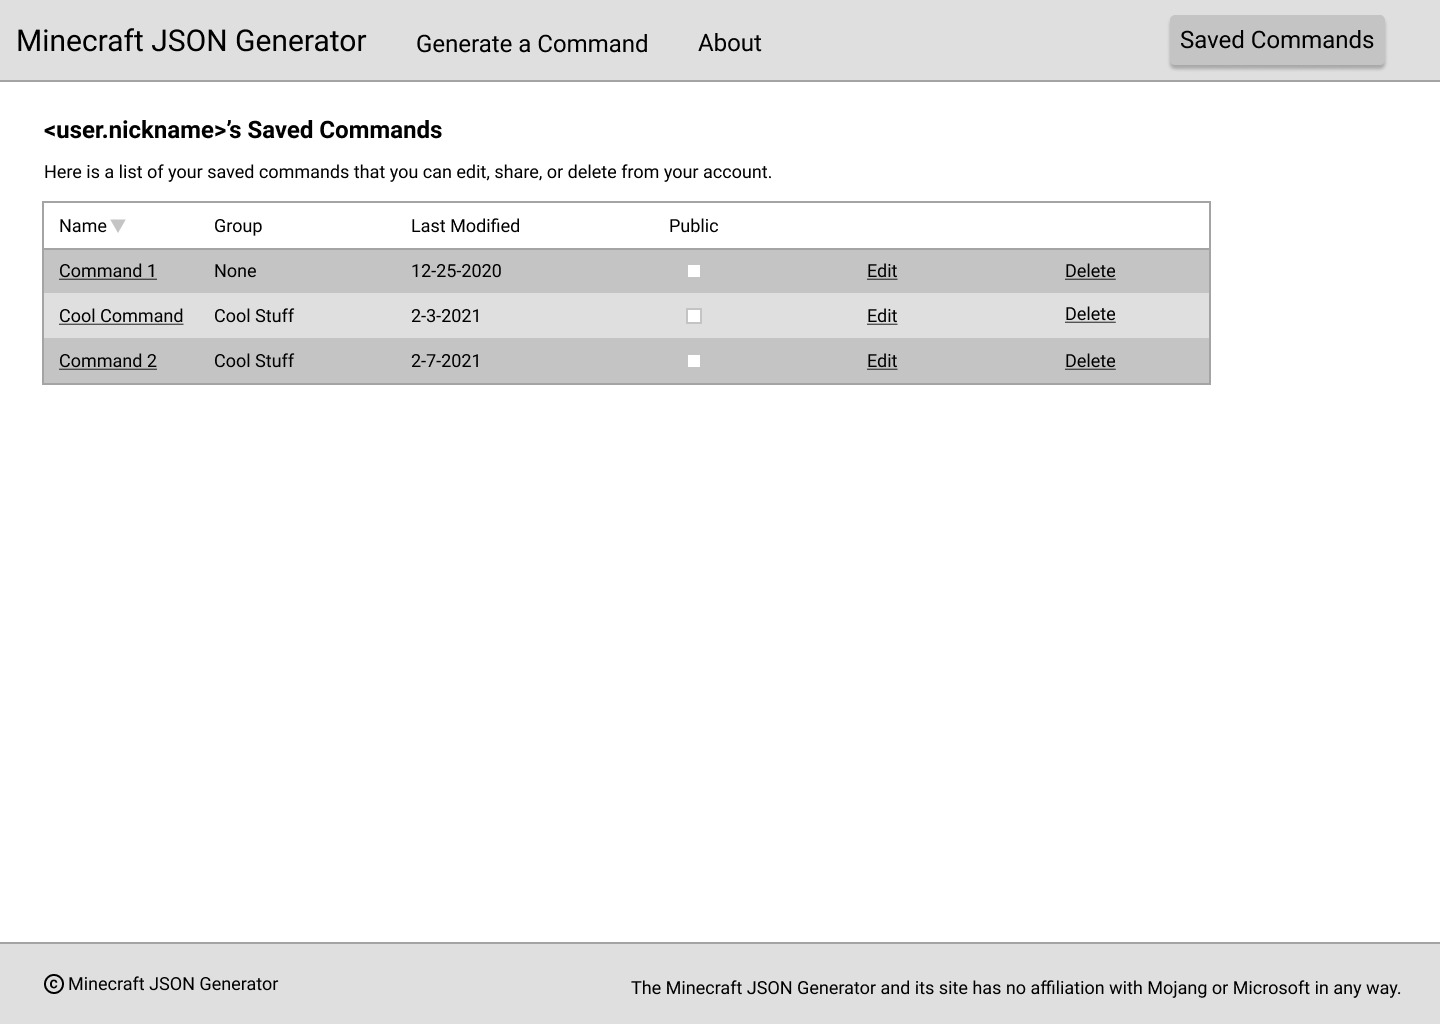 Minecraft JSON Generator Generate a Command About Saved Commands
<user.nickname>’s Saved Commands
Here is a list of your saved commands that you can edit, share, or delete from your account.
Name Group Last Modified Public
Command 1 None 12-25-2020 Edit Delete
Cool Command Cool Stuff 2-3-2021 Edit Delete
Command 2 Cool Stuff 2-7-2021 Edit Delete
© Minecraft JSON Generator The Minecraft JSON Generator and its site has no affiliation with Mojang or Microsoft in any way.